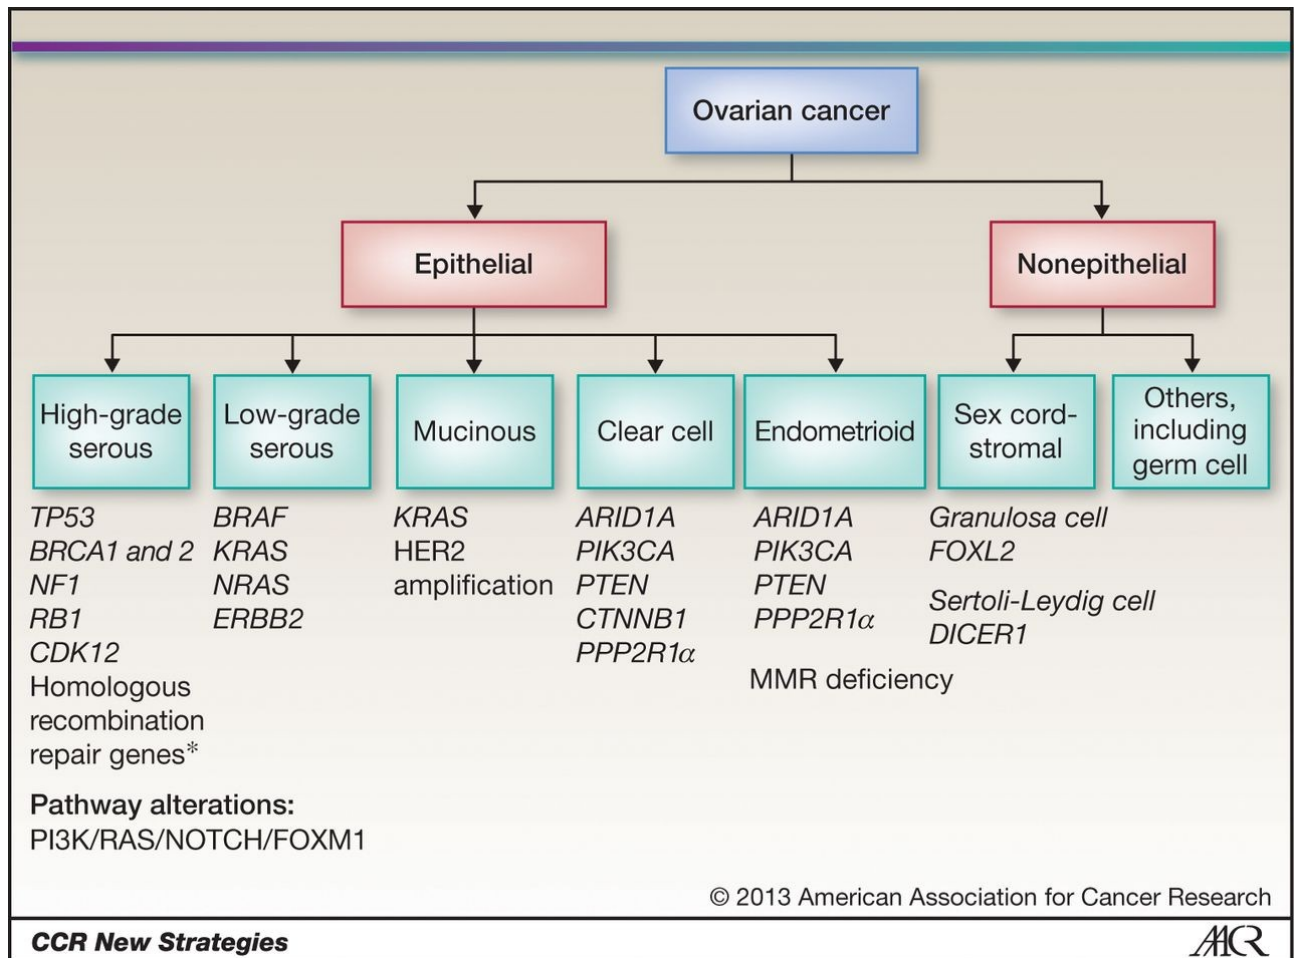 Ovarian cancer
Epithelial
Nonepithelial
High-grade
serous
Low-grade
serous
Mucinous
Clear cell
Endometrioid
Sex cord-
stromal
Others,
including
germ cell
TP53
BRCA1 and 2
NF1
RB1
CDK12
Homologous
recombination
repair genes*
BRAF
KRAS
NRAS
ERBB2
KRAS
HER2
amplification
ARID1A
PIK3CA
PTEN
CTNNB1
PPP2R1α
ARID1A
PIK3CA
PTEN
PPP2R1α
MMR deficiency
Granulosa cell
FOXL2
Sertoli-Leydig cell
DICER1
Pathway alterations:
PI3K/RAS/NOTCH/FOXM1
© 2013 American Association for Cancer Research
CCR New Strategies
AACR